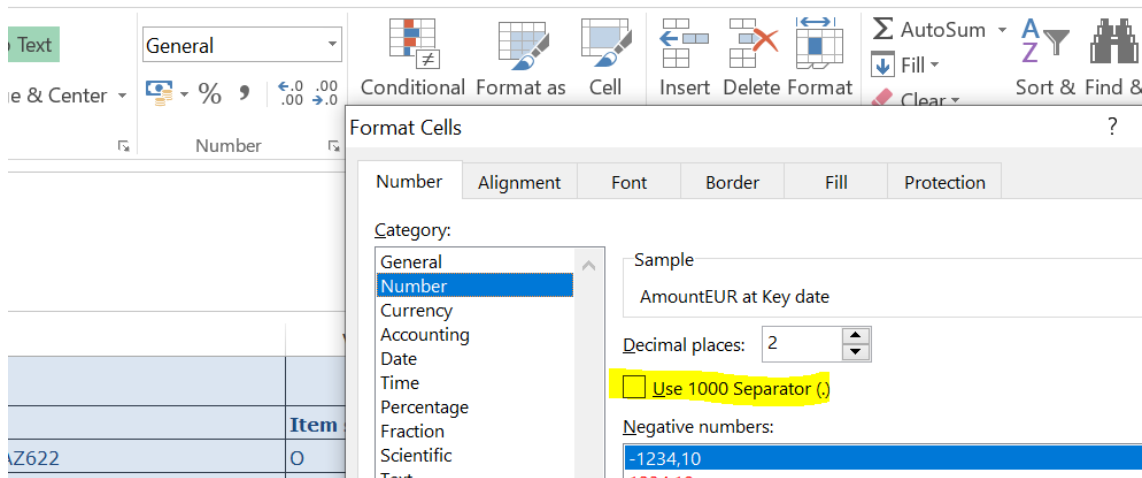 Text
General
Conditional Format as Cell
Insert Delete Format
AutoSum
Fill
Clear
A
Z
Sort & Find &
& Center
%
,
←.0 .00
.00 →.0
Number
Format Cells
?
Number Alignment Font Border Fill Protection
Category:
General
Number
Currency
Accounting
Date
Time
Percentage
Fraction
Scientific
Sample
AmountEUR at Key date
Decimal places: 2
Use 1000 Separator (.)
Negative numbers:
-1234,10
Item
AZ622
O